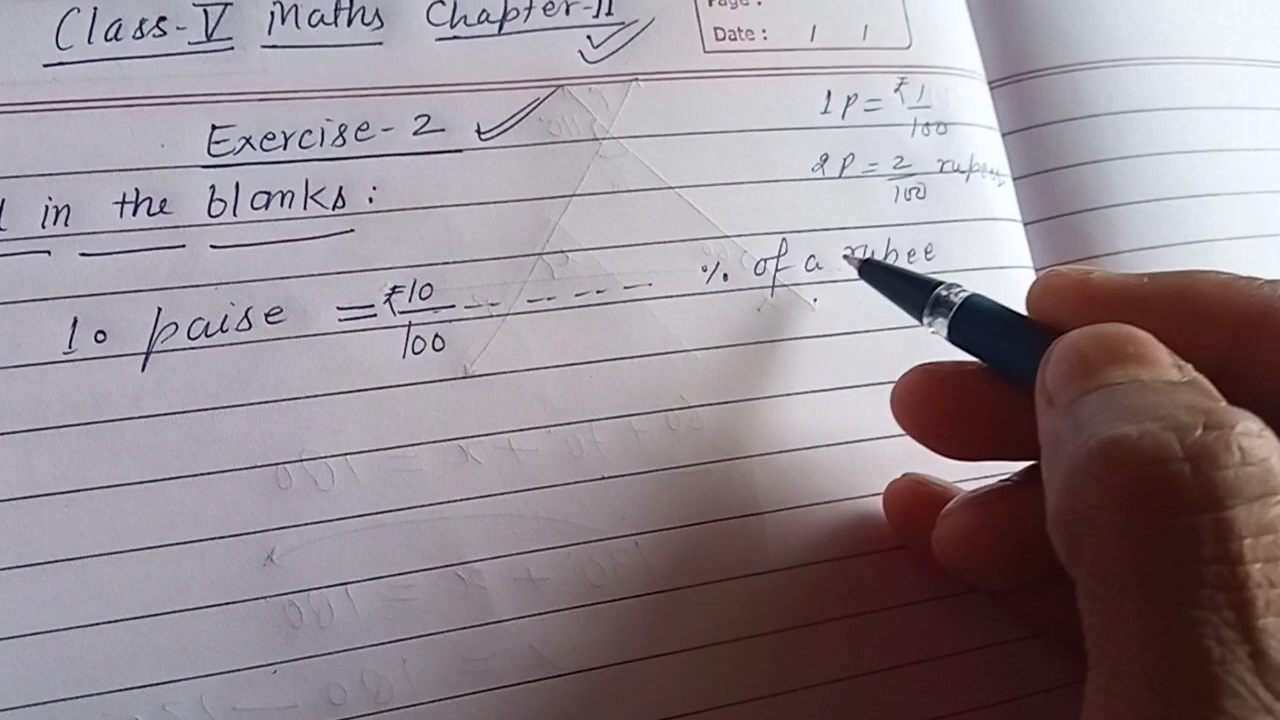 Class-V Maths Chapter-11
Page:
Date: / /
Exercise-2
1p = ₹1/100
2p = 2/100 rupees
in the blanks:
10 paise = ₹10/100 ------ % of a rupee